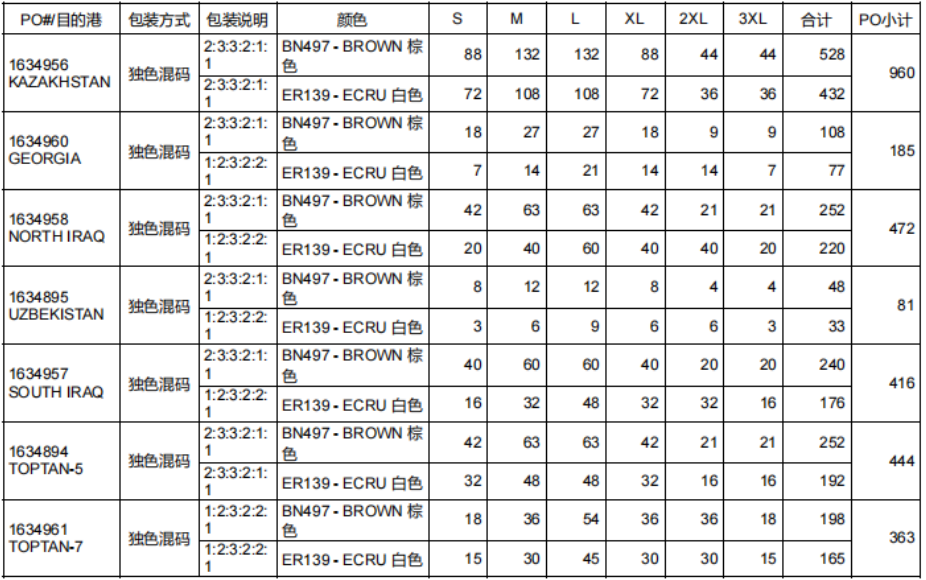 PO#/目的港 包装方式 包装说明 颜色 S M L XL 2XL 3XL 合计 PO小计
1634956 KAZAKHSTAN 独色混码 2:3:3:2:1:1 BN497 - BROWN 棕色 88 132 132 88 44 44 528 960
2:3:3:2:1:1 ER139 - ECRU 白色 72 108 108 72 36 36 432
1634960 GEORGIA 独色混码 2:3:3:2:1:1 BN497 - BROWN 棕色 18 27 27 18 9 9 108 185
1:2:3:2:2:1 ER139 - ECRU 白色 7 14 21 14 14 7 77
1634958 NORTH IRAQ 独色混码 2:3:3:2:1:1 BN497 - BROWN 棕色 42 63 63 42 21 21 252 472
1:2:3:2:2:1 ER139 - ECRU 白色 20 40 60 40 40 20 220
1634895 UZBEKISTAN 独色混码 2:3:3:2:1:1 BN497 - BROWN 棕色 8 12 12 8 4 4 48 81
1:2:3:2:2:1 ER139 - ECRU 白色 3 6 9 6 6 3 33
1634957 SOUTH IRAQ 独色混码 2:3:3:2:1:1 BN497 - BROWN 棕色 40 60 60 40 20 20 240 416
1:2:3:2:2:1 ER139 - ECRU 白色 16 32 48 32 32 16 176
1634894 TOPTAN-5 独色混码 2:3:3:2:1:1 BN497 - BROWN 棕色 42 63 63 42 21 21 252 444
2:3:3:2:1:1 ER139 - ECRU 白色 32 48 48 32 16 16 192
1634961 TOPTAN-7 独色混码 1:2:3:2:2:1 BN497 - BROWN 棕色 18 36 54 36 36 18 198 363
1:2:3:2:2:1 ER139 - ECRU 白色 15 30 45 30 30 15 165